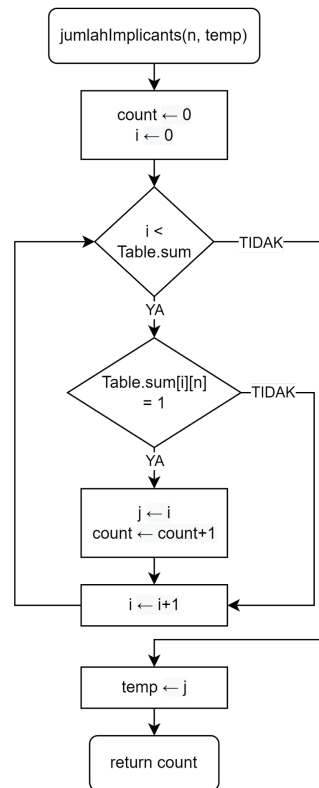 jumlahImplicants(n, temp)
count ← 0
i ← 0
i <
Table.sum
TIDAK
YA
Table.sum[i][n]
= 1
TIDAK
YA
j ← i
count ← count+1
i ← i+1
temp ← j
return count